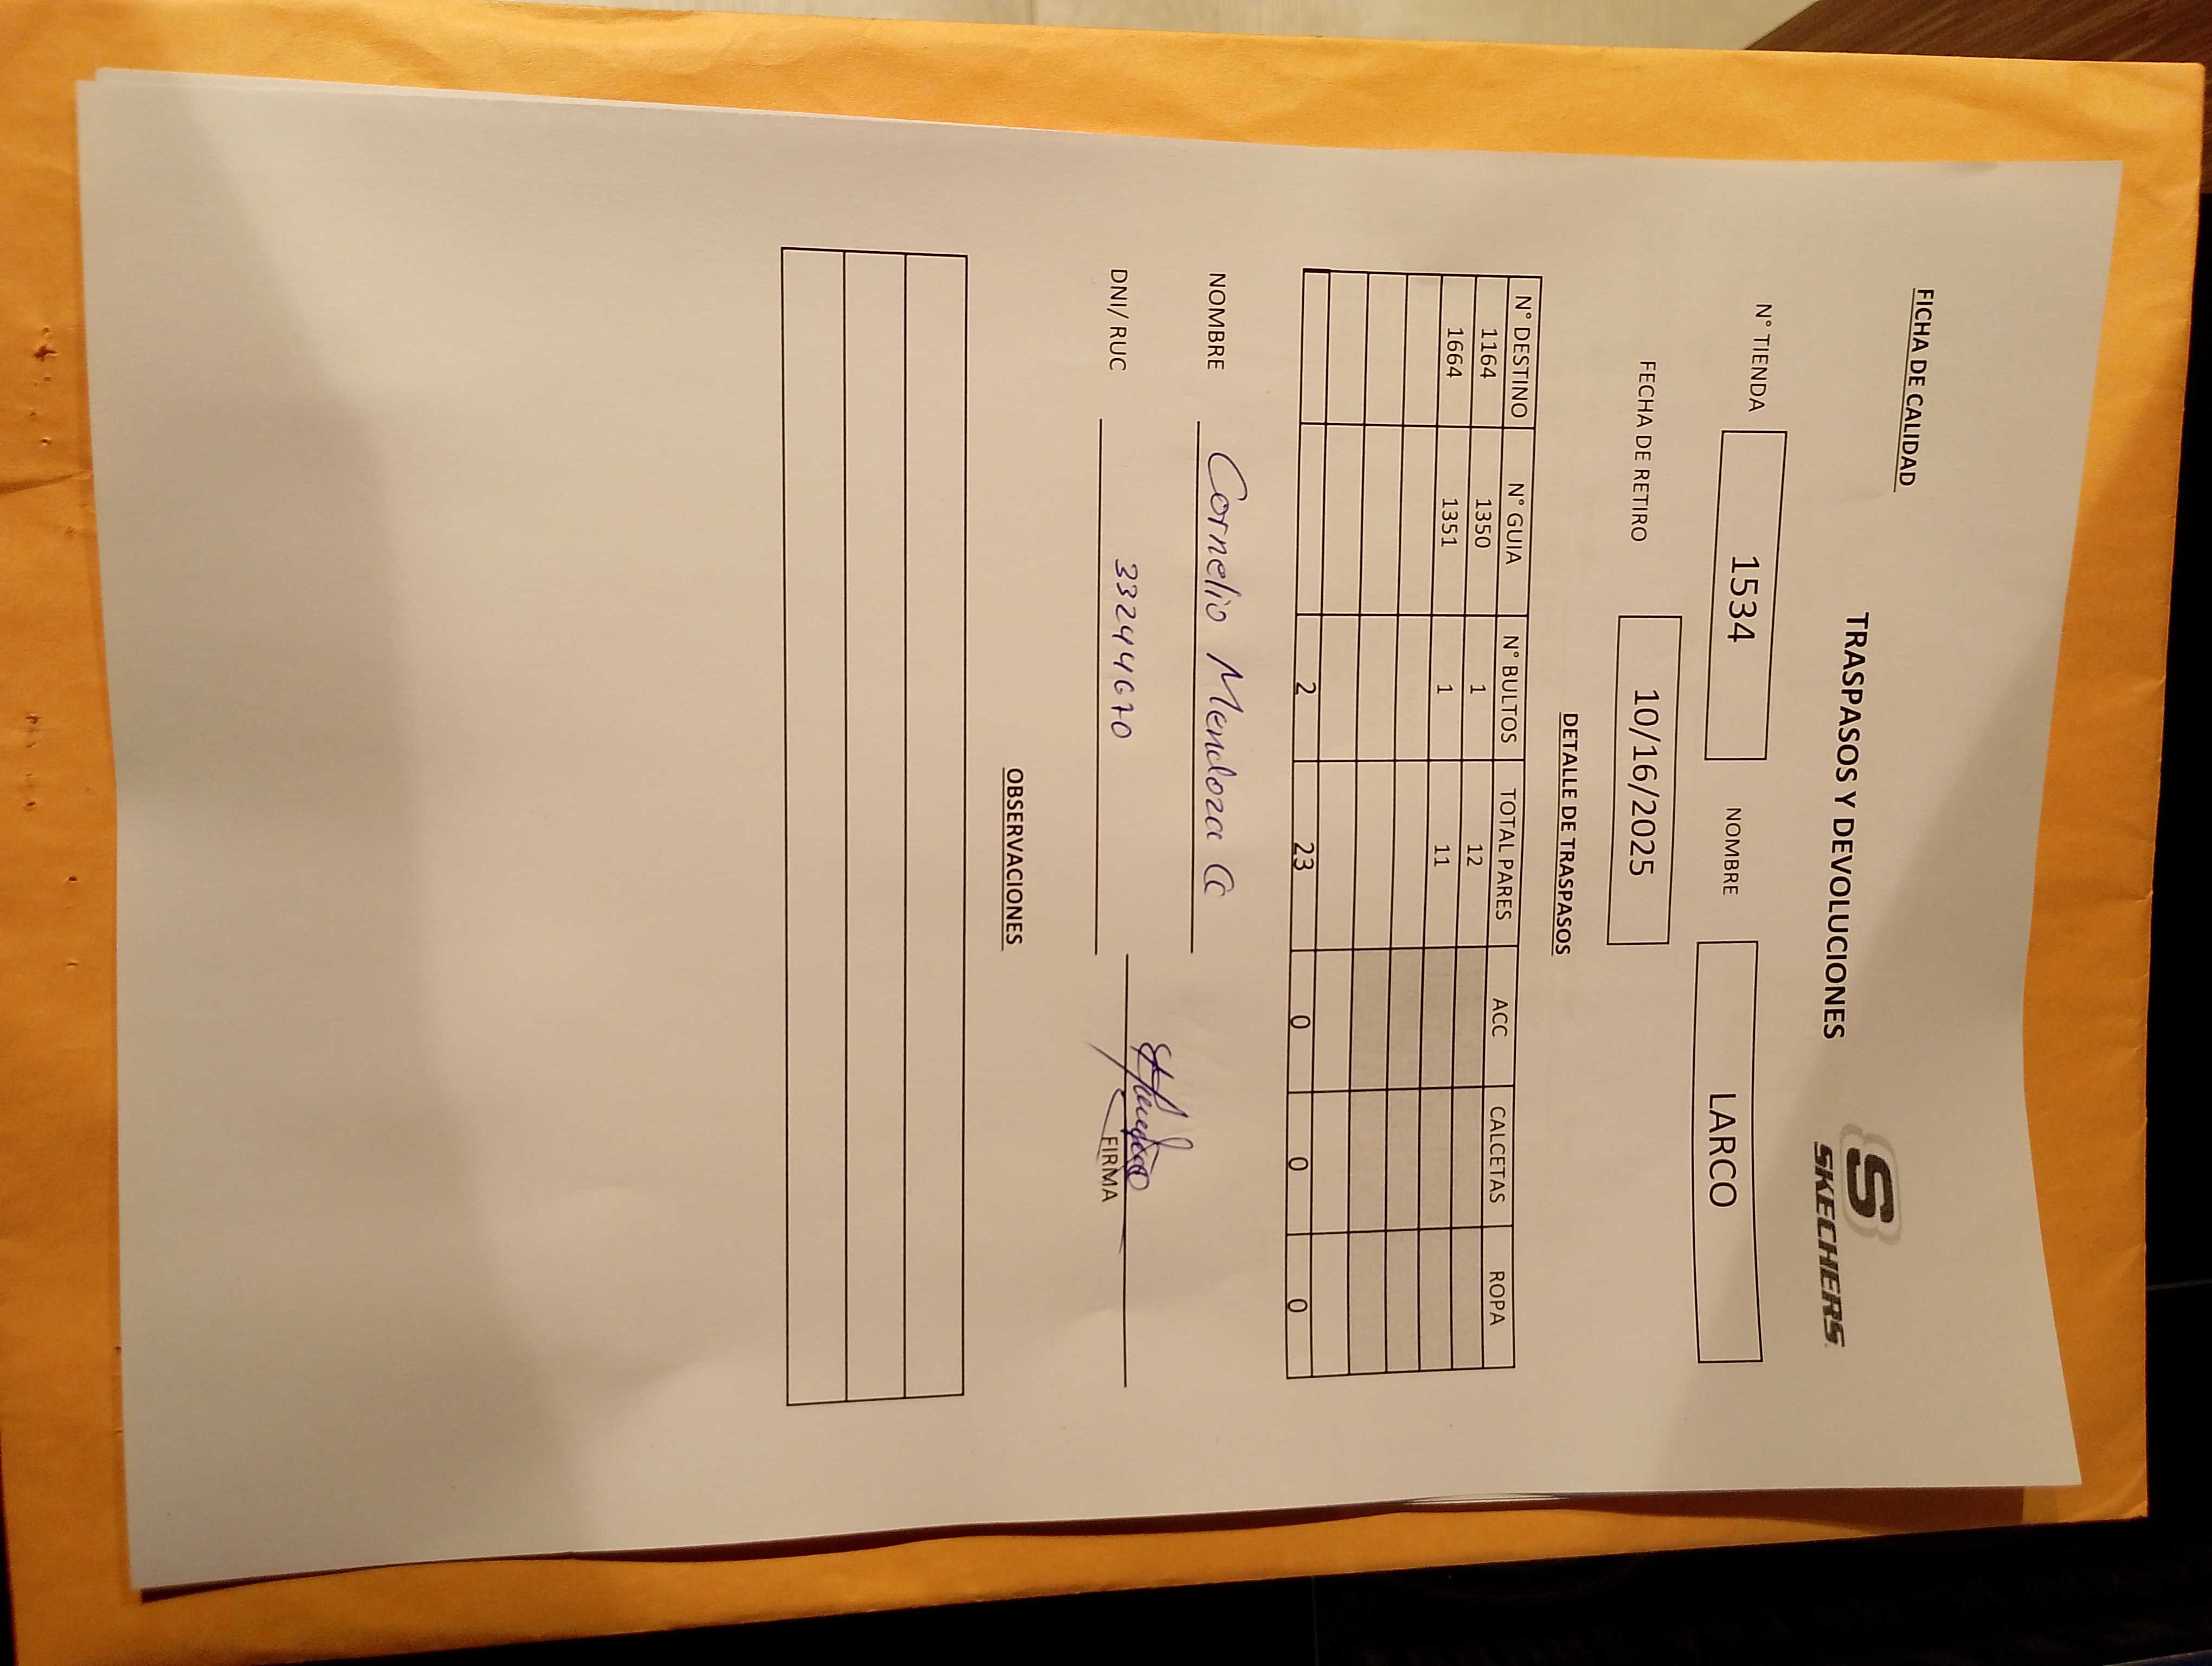 FICHA DE CALIDAD
TRASPASOS Y DEVOLUCIONES
S
SKECHERS
N° TIENDA 1534 NOMBRE LARCO
FECHA DE RETIRO 10/16/2025
DETALLE DE TRASPASOS
N° DESTINO N° GUIA N° BULTOS TOTAL PARES ACC CALCETAS ROPA
1164 1350 1 12
1664 1351 1 11
2 23 0 0 0
NOMBRE Cornelio Mendoza
DNI/ RUC 33244670
FIRMA
OBSERVACIONES